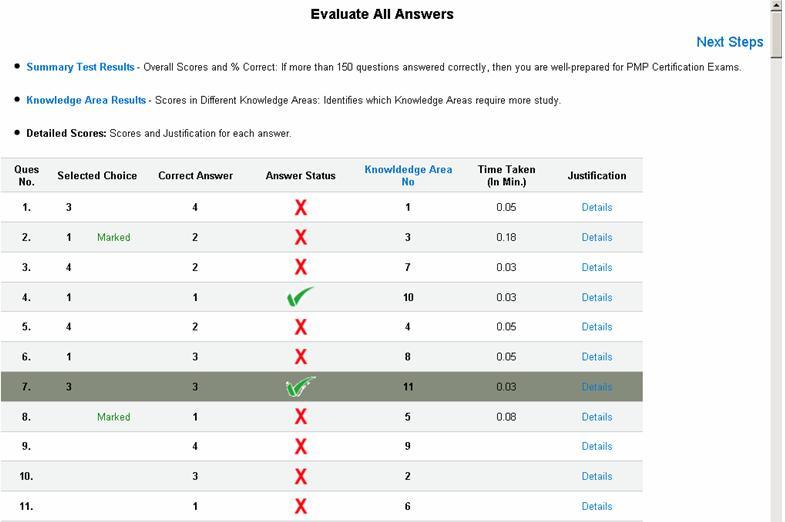 Evaluate All Answers
Next Steps
Summary Test Results - Overall Scores and % Correct: If more than 150 questions answered correctly, then you are well-prepared for PMP Certification Exams.
Knowledge Area Results - Scores in Different Knowledge Areas: Identifies which Knowledge Areas require more study.
Detailed Scores: Scores and Justification for each answer.
Ques No. Selected Choice Correct Answer Answer Status Knowldedge Area No Time Taken (In Min.) Justification
1. 3 4 1 0.05 Details
2. 1 Marked 2 3 0.18 Details
3. 4 2 7 0.03 Details
4. 1 1 10 0.03 Details
5. 4 2 4 0.05 Details
6. 1 3 8 0.05 Details
7. 3 3 11 0.03 Details
8. Marked 1 5 0.08 Details
9. 4 9 Details
10. 3 2 Details
11. 1 6 Details